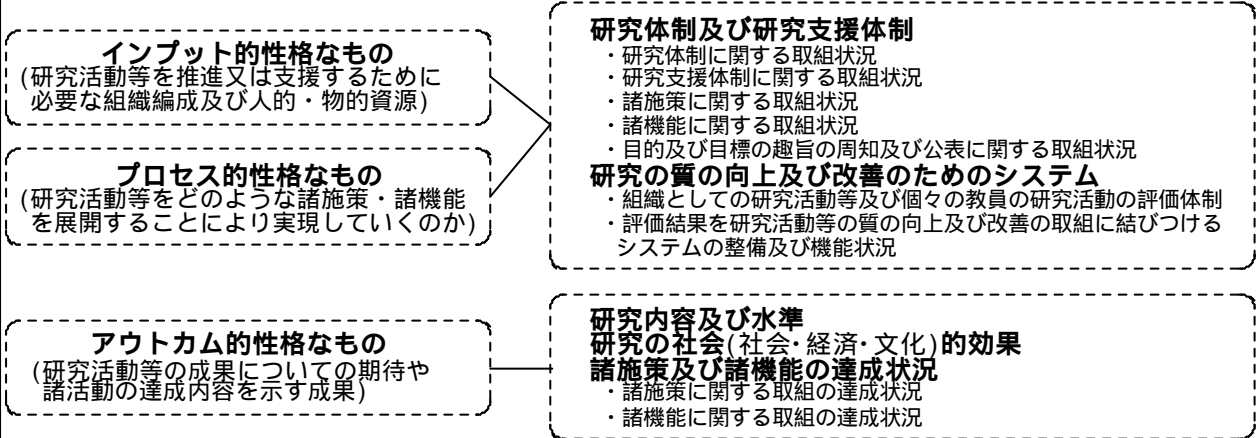 インプット的性格なもの
(研究活動等を推進又は支援するために
必要な組織編成及び人的・物的資源)
プロセス的性格なもの
(研究活動等をどのような諸施策・諸機能
を展開することにより実現していくのか)
研究体制及び研究支援体制
・研究体制に関する取組状況
・研究支援体制に関する取組状況
・諸施策に関する取組状況
・諸機能に関する取組状況
・目的及び目標の趣旨の周知及び公表に関する取組状況
研究の質の向上及び改善のためのシステム
・組織としての研究活動等及び個々の教員の研究活動の評価体制
・評価結果を研究活動等の質の向上及び改善の取組に結びつける
システムの整備及び機能状況
アウトカム的性格なもの
(研究活動等の成果についての期待や
諸活動の達成内容を示す成果)
研究内容及び水準
研究の社会(社会・経済・文化)的効果
諸施策及び諸機能の達成状況
・諸施策に関する取組の達成状況
・諸機能に関する取組の達成状況